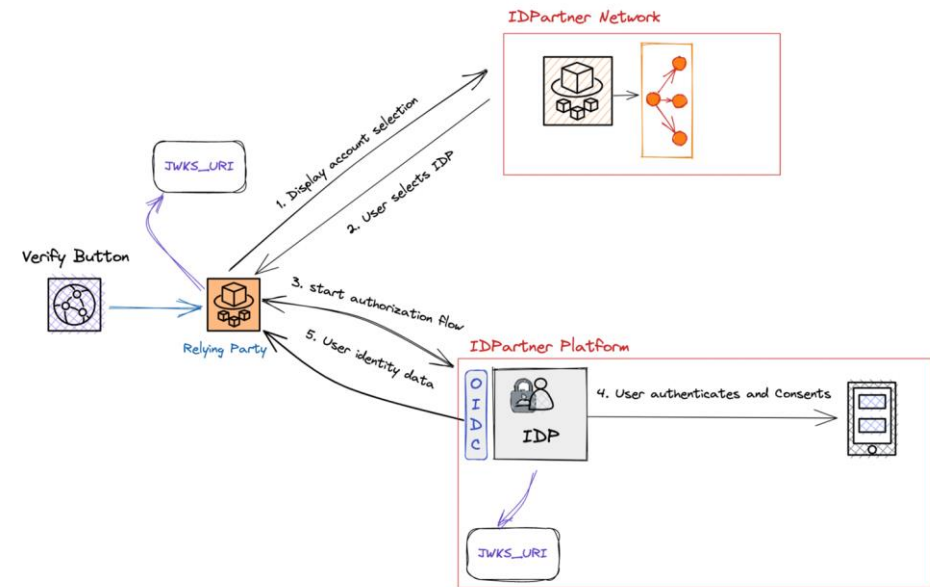 IDPartner Network
1. Display account selection
2. User selects IDP
JWKS_URI
Verify Button
Relying Party
3. start authorization flow
5. User identity data
IDPartner Platform
OIDC
IDP
4. User authenticates and Consents
JWKS_URI